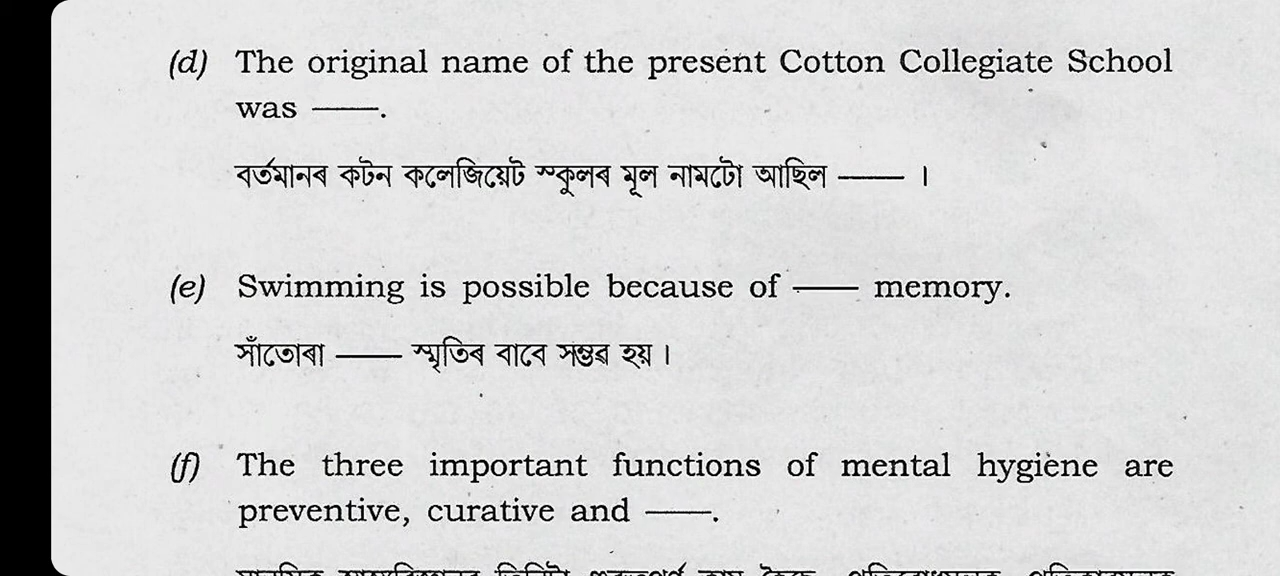 (d) The original name of the present Cotton Collegiate School
was ——.
বৰ্তমানৰ কটন কলেজিয়েট স্কুলৰ মূল নামটো আছিল —— ।
(e) Swimming is possible because of —— memory.
সাঁতোৰা —— স্মৃতিৰ বাবে সম্ভৱ হয়।
(f) The three important functions of mental hygiene are
preventive, curative and ——.